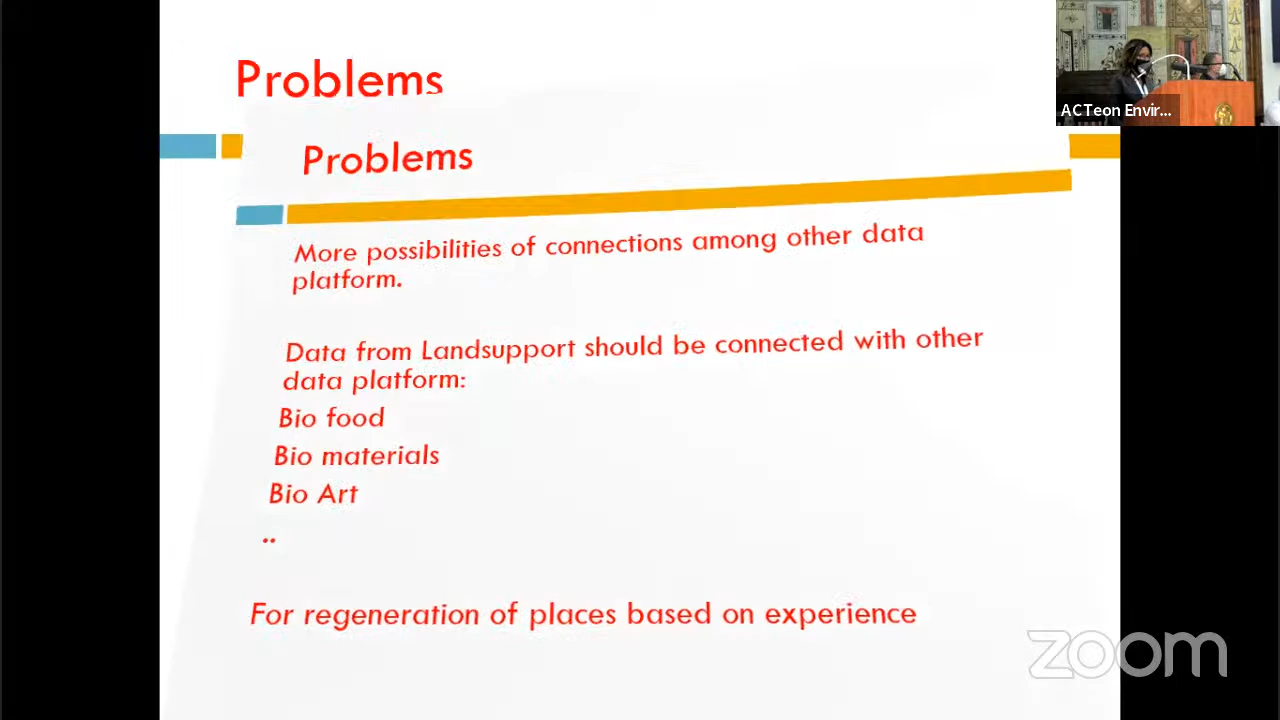 Problems
ACTeon Envir...
Problems
More possibilities of connections among other data
platform.
Data from Landsupport should be connected with other
data platform:
Bio food
Bio materials
Bio Art
..
For regeneration of places based on experience
zoom